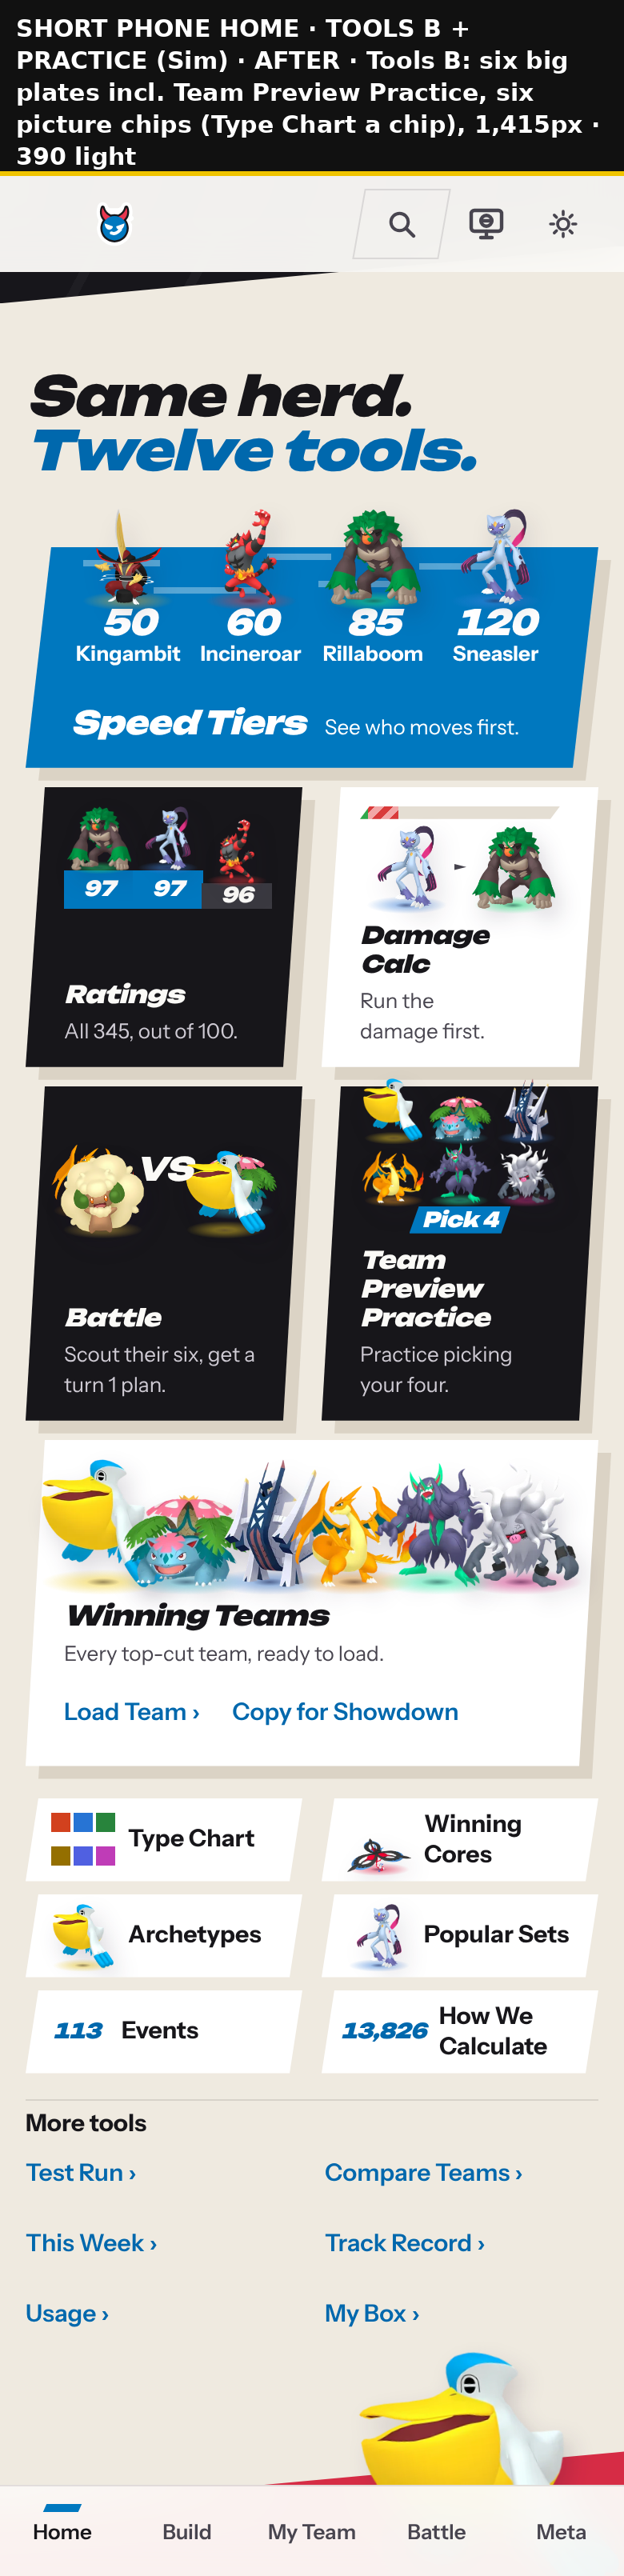 SHORT PHONE HOME · TOOLS B +
PRACTICE (Sim) · AFTER · Tools B: six big
plates incl. Team Preview Practice, six
picture chips (Type Chart a chip), 1,415px ·
390 light
Same herd.
Twelve tools.
50 60 85 120
Kingambit Incineroar Rillaboom Sneasler
Speed Tiers See who moves first.
97 97 96
Ratings
All 345, out of 100.
Damage
Calc
Run the
damage first.
VS
Battle
Scout their six, get a
turn 1 plan.
Pick 4
Team
Preview
Practice
Practice picking
your four.
Winning Teams
Every top-cut team, ready to load.
Load Team › Copy for Showdown
Type Chart
Winning
Cores
Archetypes
Popular Sets
113 Events
13,826 How We
Calculate
More tools
Test Run › Compare Teams ›
This Week › Track Record ›
Usage › My Box ›
Home Build My Team Battle Meta